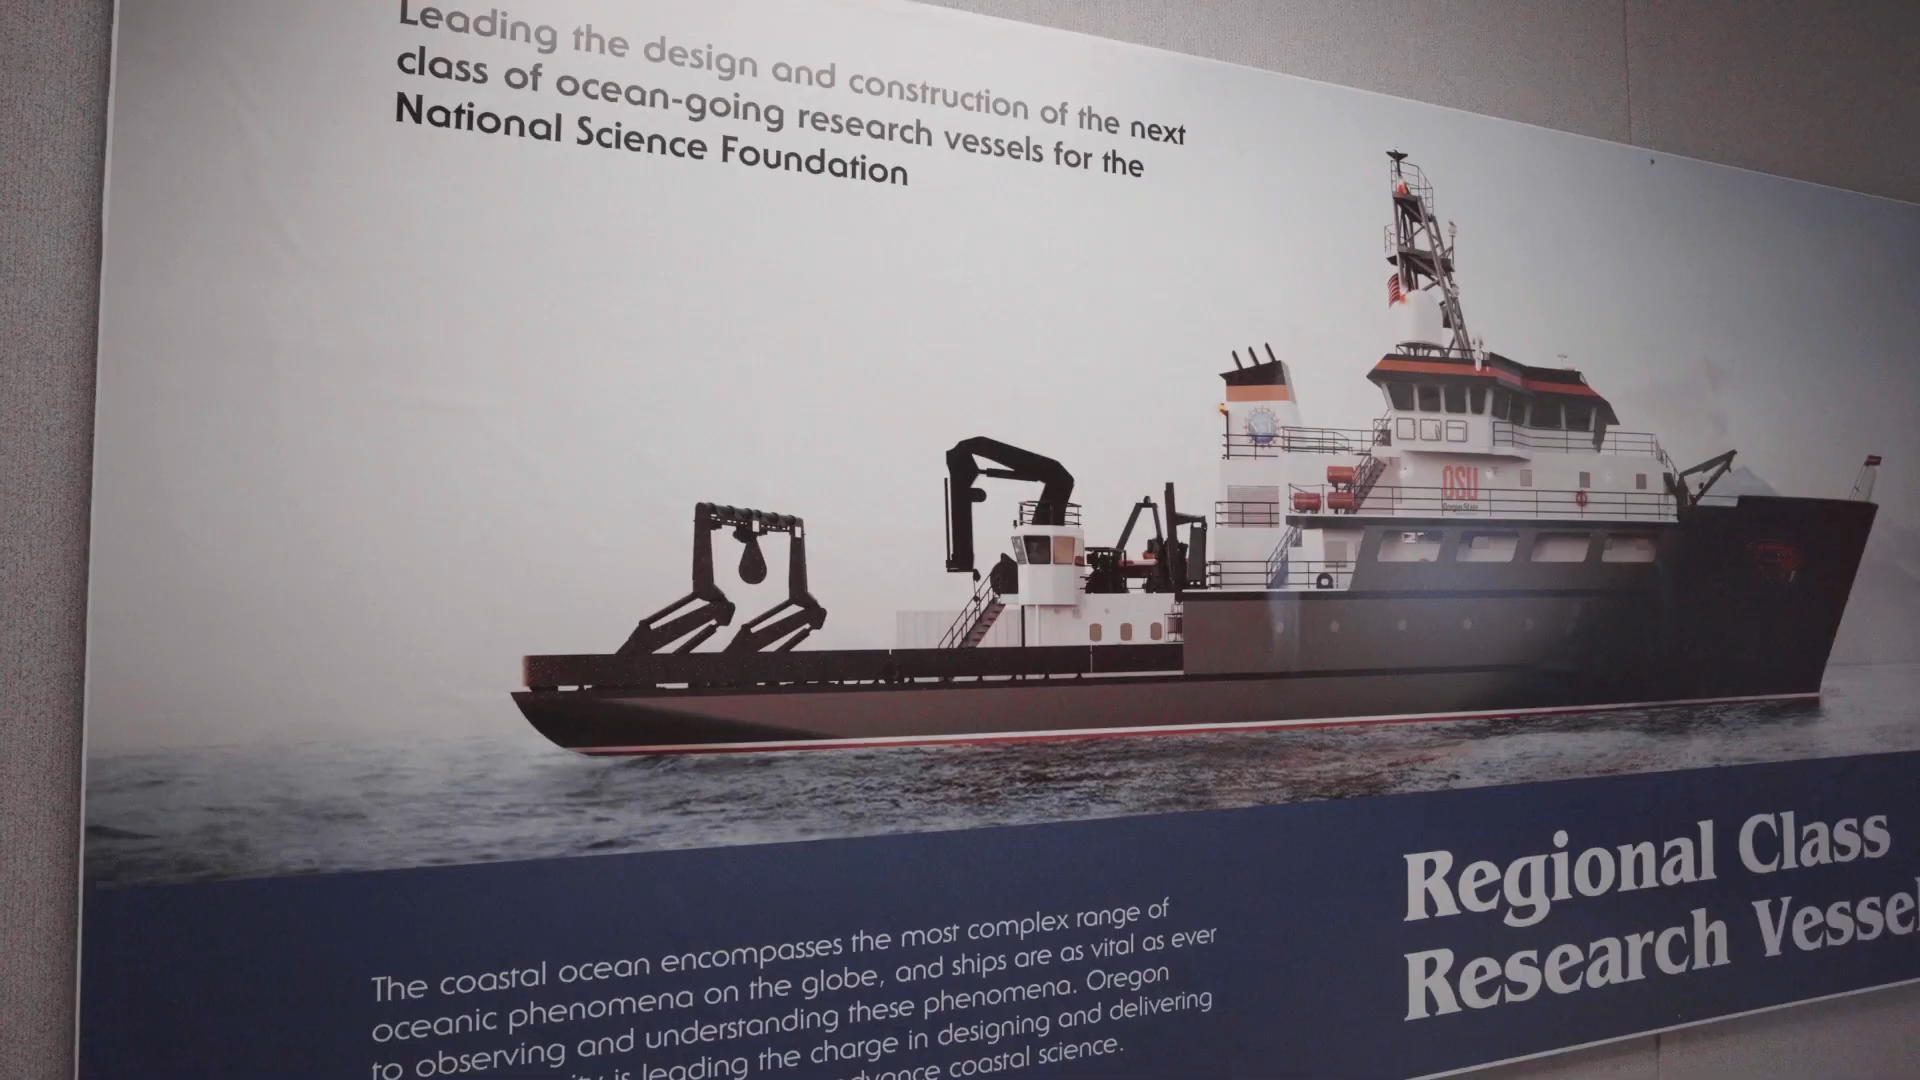 Leading the design and construction of the next
class of ocean-going research vessels for the
National Science Foundation
OSU
Oregon State
Regional Class
Research Vessel
The coastal ocean encompasses the most complex range of
oceanic phenomena on the globe, and ships are as vital as ever
to observing and understanding these phenomena. Oregon
is leading the charge in designing and delivering
advance coastal science.